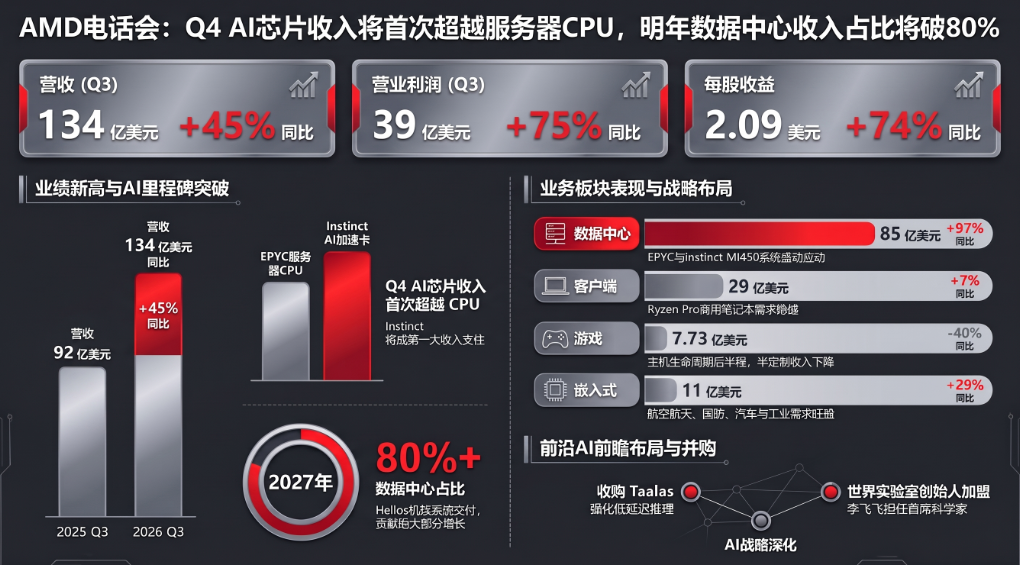 AMD电话会：Q4 AI芯片收入将首次超越服务器CPU，明年数据中心收入占比将破80%
营收 (Q3)
134 亿美元 +45% 同比
营业利润 (Q3)
39 亿美元 +75% 同比
每股收益
2.09 美元 +74% 同比
业绩新高与AI里程碑突破
营收
92 亿美元
2025 Q3
营收
134 亿美元
+45%
同比
2026 Q3
EPYC服务
器CPU
Instinct
AI加速卡
Q4 AI芯片收入
首次超越 CPU
Instinct
将成第一大收入支柱
2027年
80%+
数据中心占比
Hellos机栈系统交付，
贡献大部分增长
业务板块表现与战略布局
数据中心
85 亿美元
+97%
同比
EPYC与instinct MI450系统盛动应动
客户端
29 亿美元
+7%
同比
Ryzen Pro商用笔记本需求
游戏
7.73 亿美元
-40%
同比
主机生命周期后半程，半定制收入下降
嵌入式
11 亿美元
+29%
同比
航空航天、国防、汽车与工业需求旺
前沿AI前瞻布局与并购
收购 Taalas
强化低延迟推理
世界实验室创始人加盟
李飞飞担任首席科学家
AI战略深化